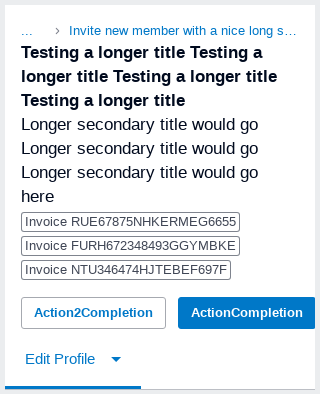 ... > Invite new member with a nice long s...
Testing a longer title Testing a
longer title Testing a longer title
Testing a longer title
Longer secondary title would go
Longer secondary title would go
Longer secondary title would go
here
Invoice RUE67875NHKERMEG6655
Invoice FURH672348493GGYMBKE
Invoice NTU346474HJTEBEF697F
Action2Completion ActionCompletion
Edit Profile